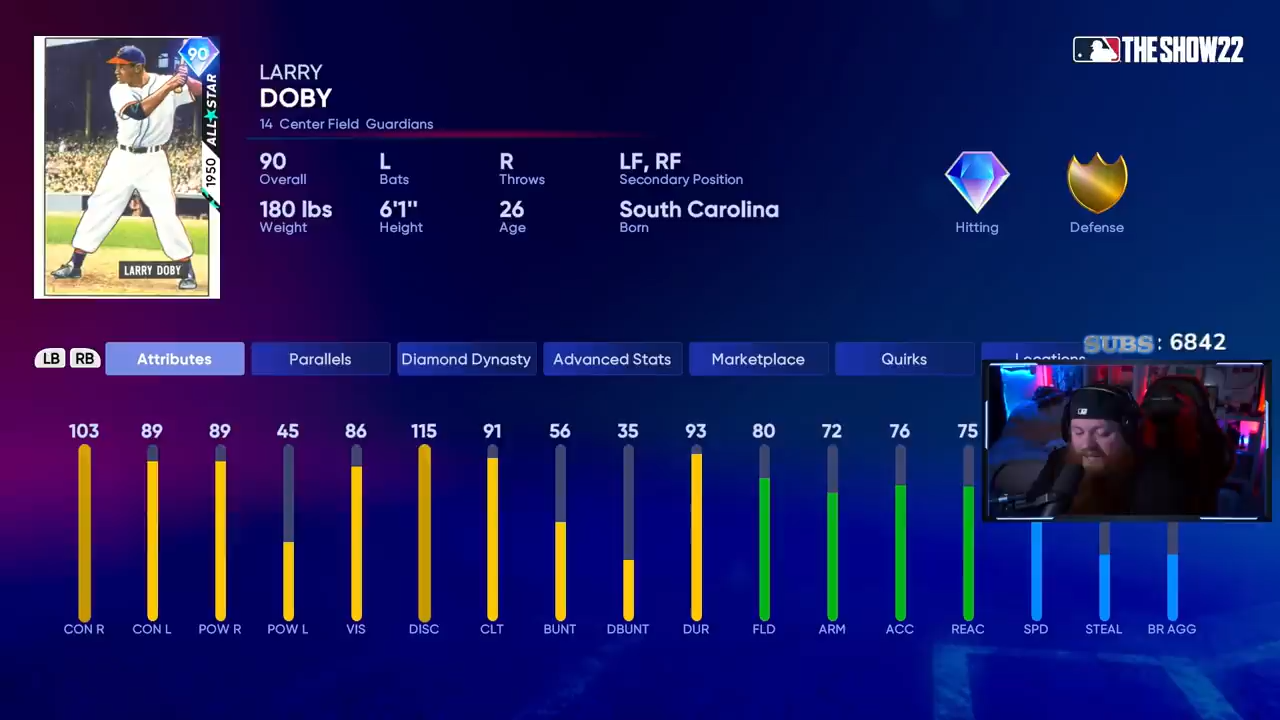 90
ALL★STAR
1950
LARRY DOBY
THE SHOW22
LARRY
DOBY
14 Center Field Guardians
90 L R LF, RF
Overall Bats Throws Secondary Position
180 lbs 6'1" 26 South Carolina
Weight Height Age Born
Hitting Defense
SUBS: 6842
LB RB Attributes Parallels Diamond Dynasty Advanced Stats Marketplace Quirks Locations
103 89 89 45 86 115 91 56 35 93 80 72 76 75
CON R CON L POW R POW L VIS DISC CLT BUNT DBUNT DUR FLD ARM ACC REAC SPD STEAL BR AGG